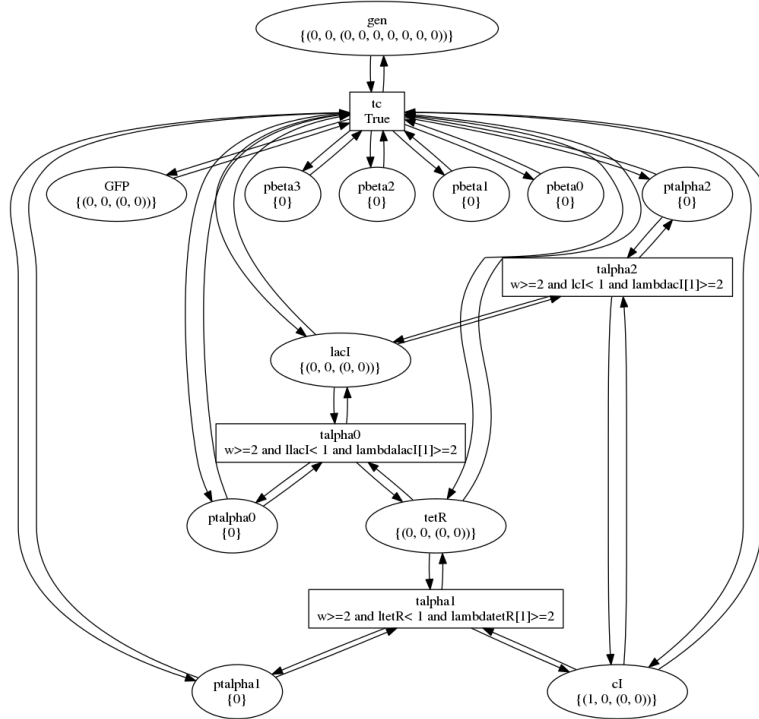 gen
{(0, 0, (0, 0, 0, 0, 0, 0, 0))}
tc
True
GFP
{(0, 0, (0, 0))}
pbeta3
{0}
pbeta2
{0}
pbeta1
{0}
pbeta0
{0}
ptalpha2
{0}
talpha2
w>=2 and lcI< 1 and lambdacI[1]>=2
lacI
{(0, 0, (0, 0))}
talpha0
w>=2 and llacI< 1 and lambdalacI[1]>=2
ptalpha0
{0}
tetR
{(0, 0, (0, 0))}
talpha1
w>=2 and ltetR< 1 and lambdatetR[1]>=2
ptalpha1
{0}
cI
{(1, 0, (0, 0))}